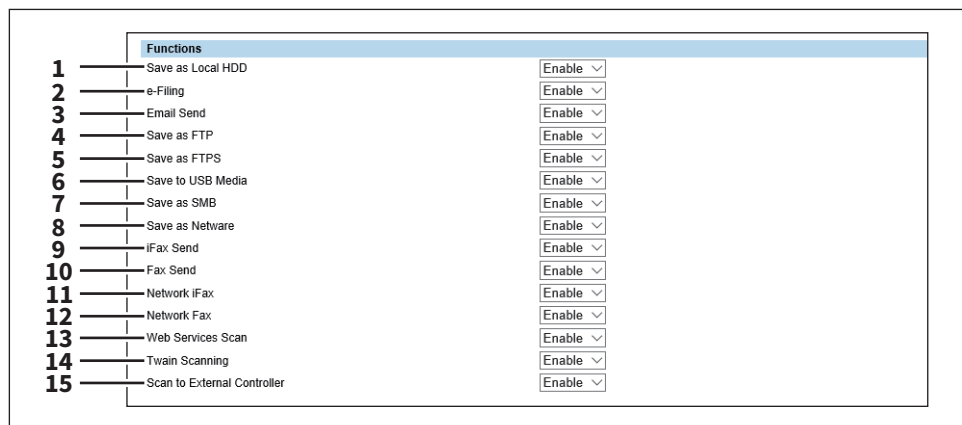 Functions
1 Save as Local HDD Enable
2 e-Filing Enable
3 Email Send Enable
4 Save as FTP Enable
5 Save as FTPS Enable
6 Save to USB Media Enable
7 Save as SMB Enable
8 Save as Netware Enable
9 iFax Send Enable
10 Fax Send Enable
11 Network iFax Enable
12 Network Fax Enable
13 Web Services Scan Enable
14 Twain Scanning Enable
15 Scan to External Controller Enable